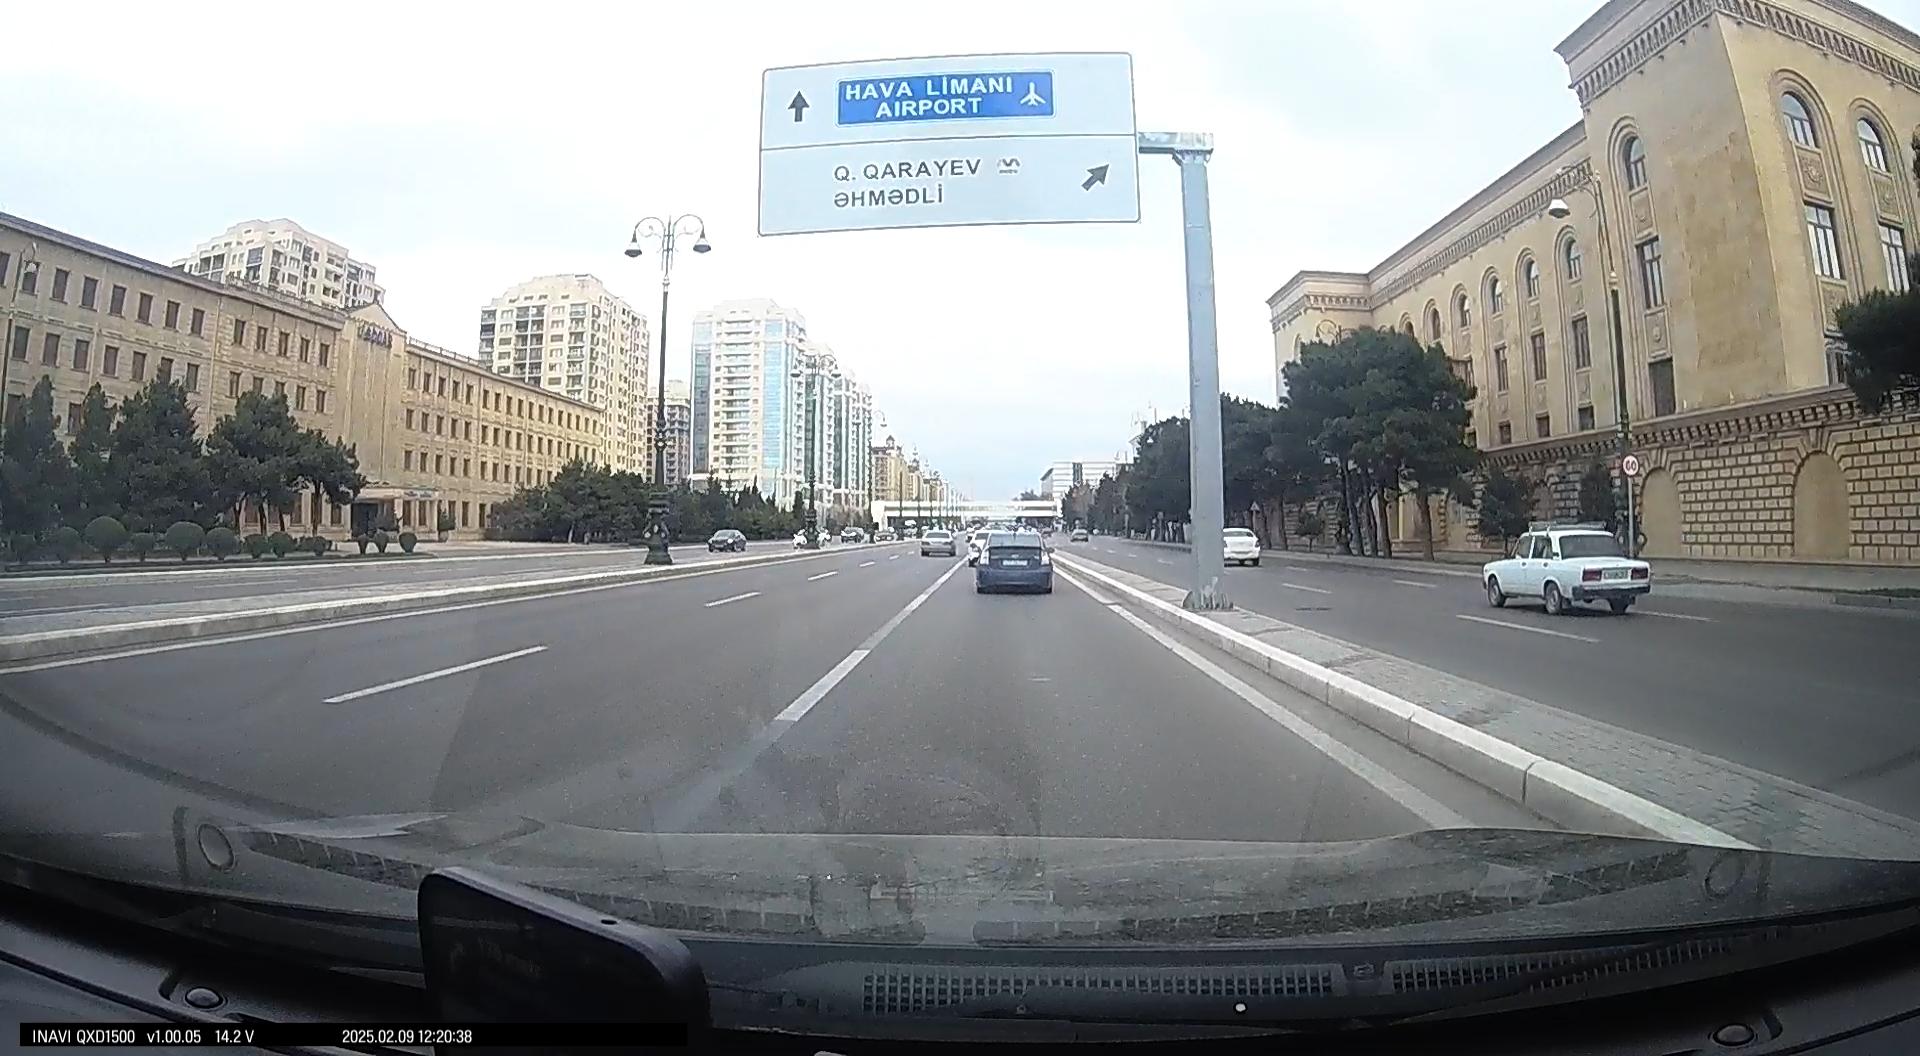 HAVA LİMANI
AIRPORT
Q. QARAYEV
ƏHMƏDLİ
60
INAVI QXD1500 v1.00.05 14.2 V 2025.02.09 12:20:38